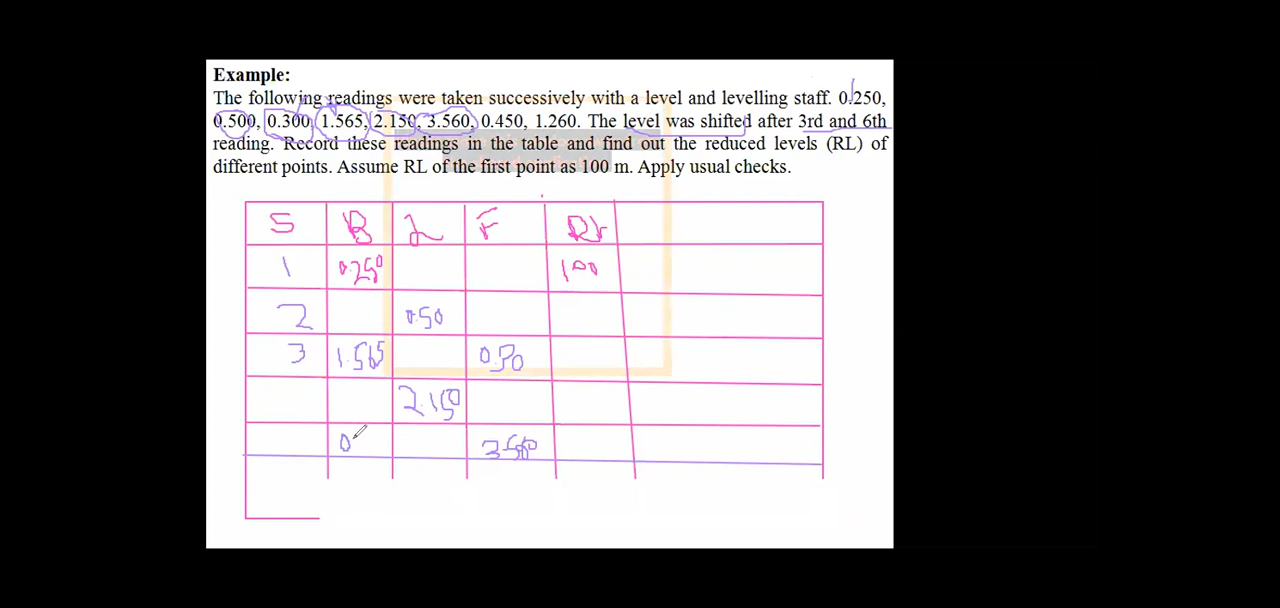 Example:
The following readings were taken successively with a level and levelling staff. 0.250,
0.500, 0.300, 1.565, 2.150, 3.560, 0.450, 1.260. The level was shifted after 3rd and 6th
reading. Record these readings in the table and find out the reduced levels (RL) of
different points. Assume RL of the first point as 100 m. Apply usual checks.
S B I F RL
1 0.250 100
2 0.50
3 1.565 0.30
2.150
0 3.560